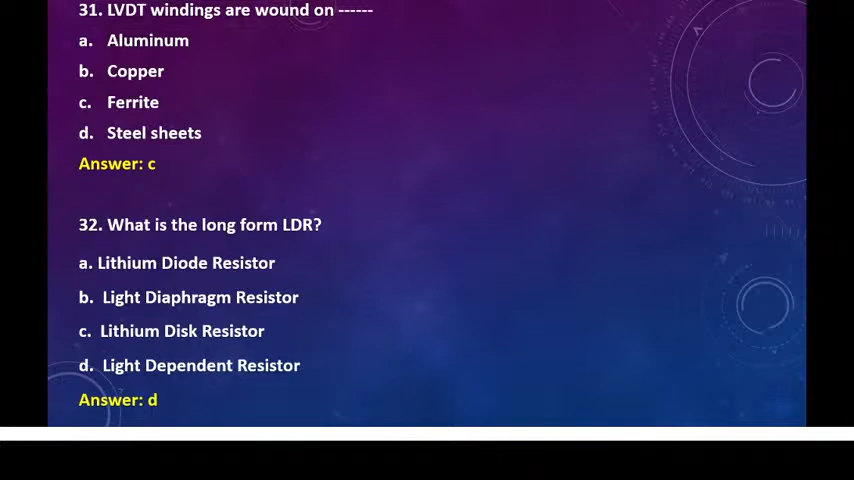 31. LVDT windings are wound on ------
a. Aluminum
b. Copper
c. Ferrite
d. Steel sheets
Answer: c
32. What is the long form LDR?
a. Lithium Diode Resistor
b. Light Diaphragm Resistor
c. Lithium Disk Resistor
d. Light Dependent Resistor
Answer: d